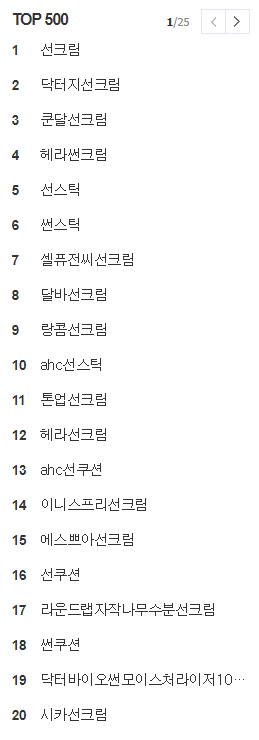 TOP 500
1/25
1 선크림
2 닥터지선크림
3 쿤달선크림
4 헤라썬크림
5 선스틱
6 썬스틱
7 셀퓨전씨선크림
8 달바선크림
9 랑콤선크림
10 ahc선스틱
11 톤업선크림
12 헤라선크림
13 ahc선쿠션
14 이니스프리선크림
15 에스쁘아선크림
16 선쿠션
17 라운드랩자작나무수분선크림
18 썬쿠션
19 닥터바이오썬모이스처라이저10…
20 시카선크림